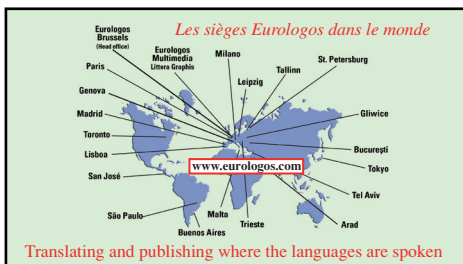 Les sièges Eurologos dans le monde
Eurologos
Brussels
(Head office)
Eurologos
Multimedia
Littera Graphis
Milano
Leipzig
Tallinn
St. Petersburg
Paris
Genova
Madrid
Toronto
Lisboa
San José
São Paulo
Buenos Aires
Malta
Trieste
Arad
Tel Aviv
Tokyo
Bucureşti
Gliwice
www.eurologos.com
Translating and publishing where the languages are spoken